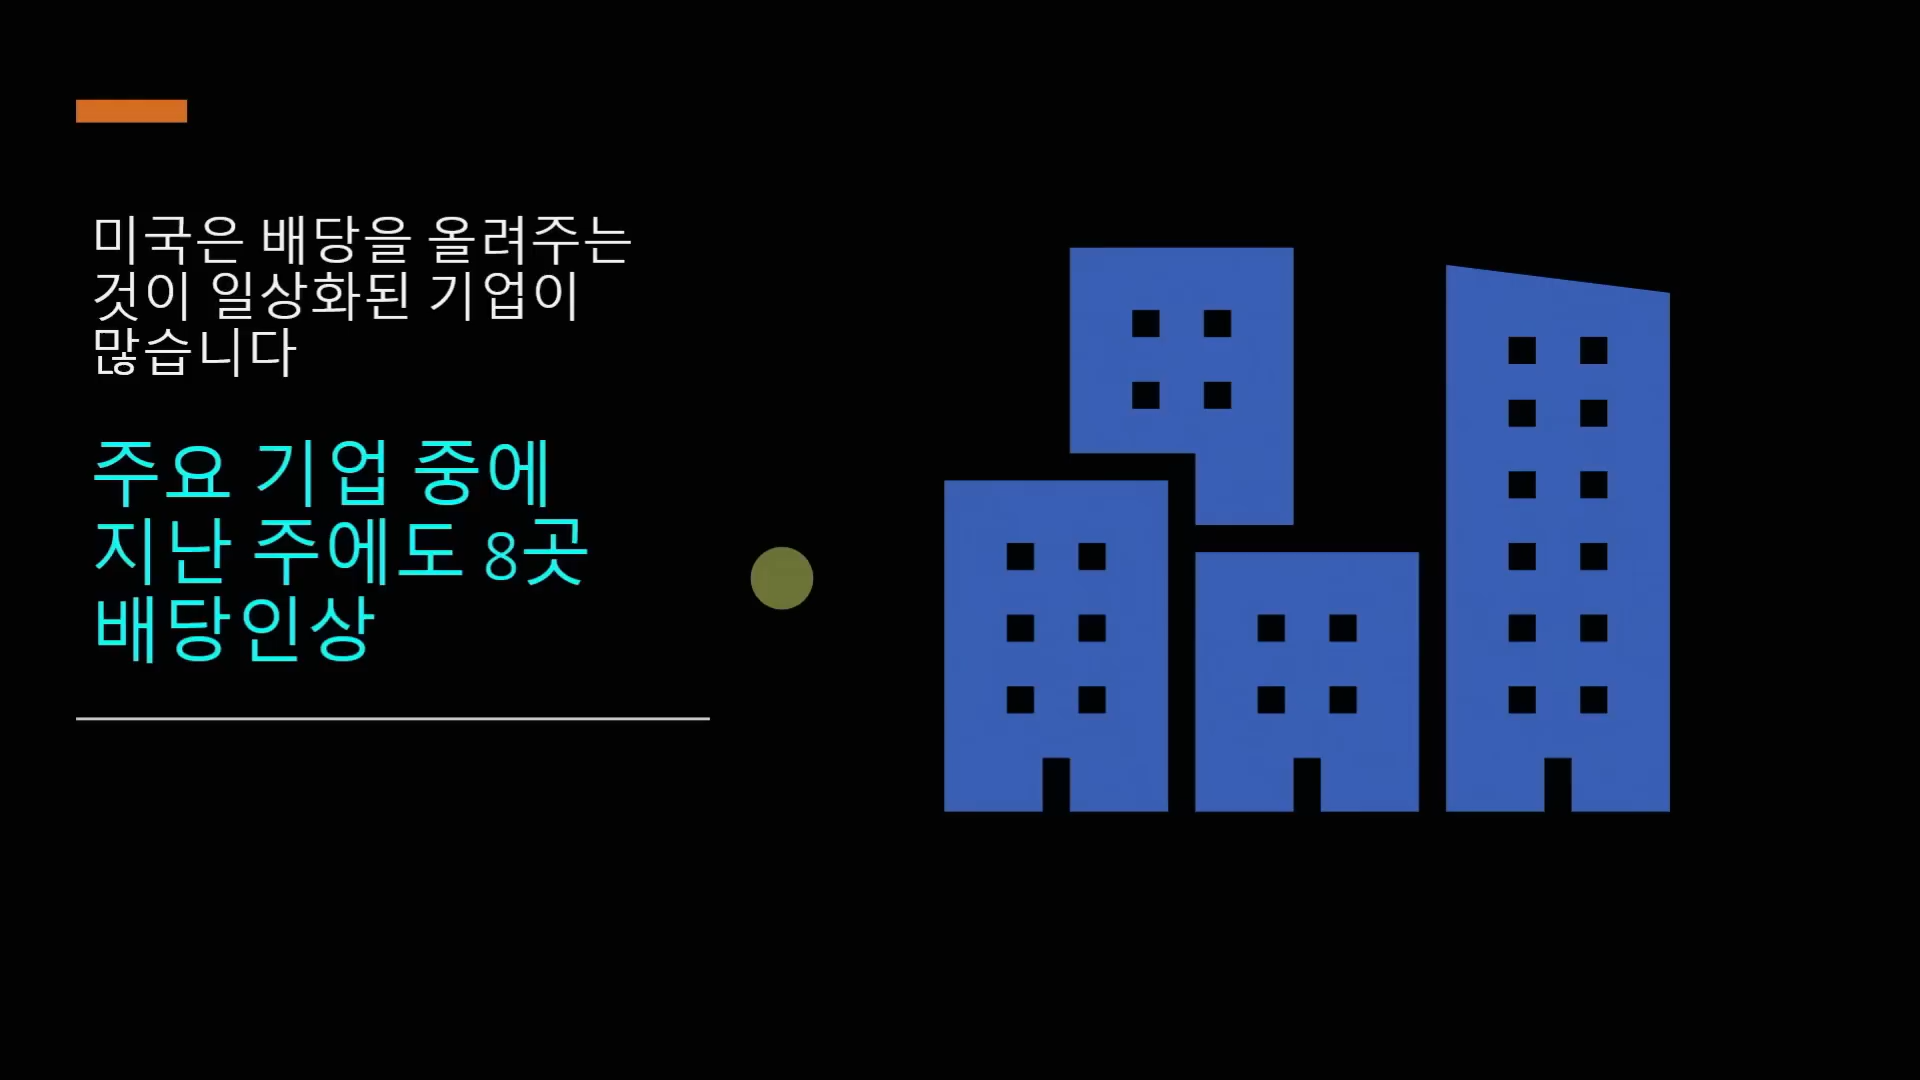 미국은 배당을 올려주는
것이 일상화된 기업이
많습니다
주요 기업 중에
지난 주에도 8곳
배당인상